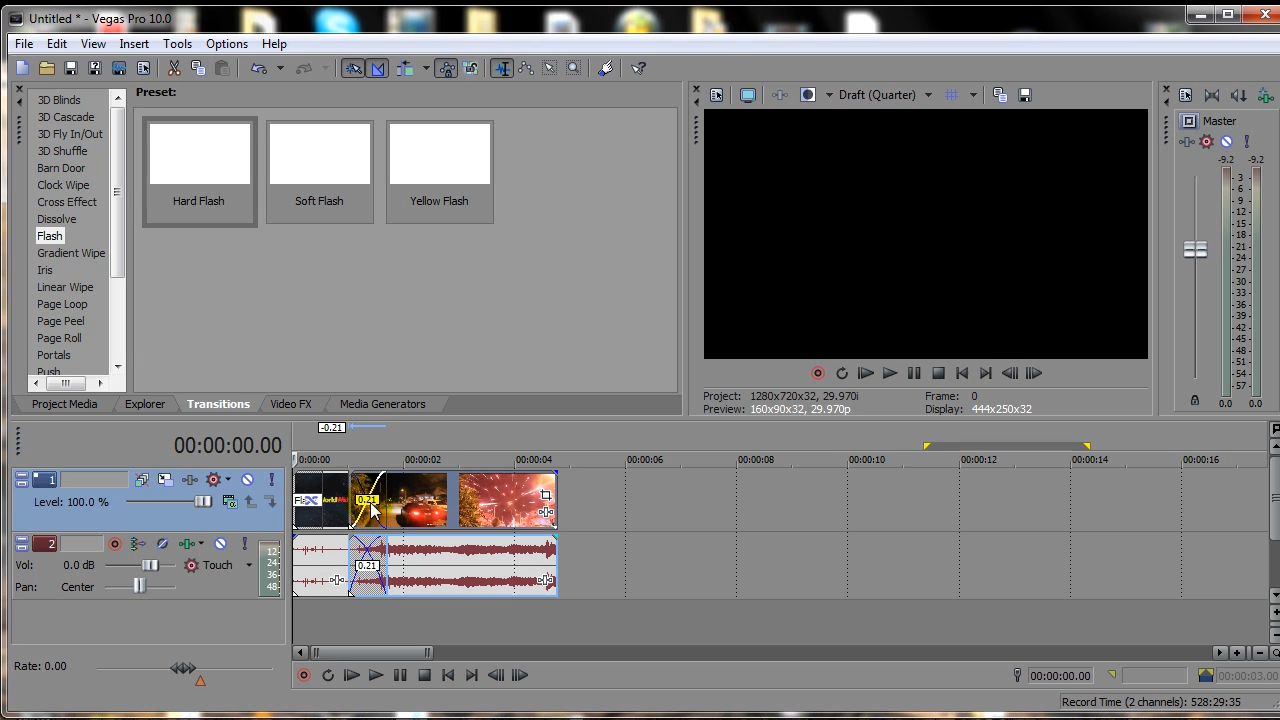 Untitled * - Vegas Pro 10.0
File Edit View Insert Tools Options Help
3D Blinds
3D Cascade
3D Fly In/Out
3D Shuffle
Barn Door
Clock Wipe
Cross Effect
Dissolve
Flash
Gradient Wipe
Iris
Linear Wipe
Page Loop
Page Peel
Page Roll
Portals
Push
Preset:
Hard Flash Soft Flash Yellow Flash
Project Media Explorer Transitions Video FX Media Generators
Draft (Quarter)
Project: 1280x720x32, 29.970i Frame: 0
Preview: 160x90x32, 29.970p Display: 444x250x32
Master
-9.2 -9.2
3
6
9
12
15
18
21
24
27
30
33
36
39
42
45
48
51
54
57
0.0 0.0
-0.21
00:00:00.00
0:00:00 00:00:02 00:00:04 00:00:06 00:00:08 00:00:10 00:00:12 00:00:14 00:00:16
1
Level: 100.0 %
0.21
2
Vol: 0.0 dB Touch
Pan: Center
12
24
36
48
0.21
Rate: 0.00
00:00:00.00 00:00:03.00
Record Time (2 channels): 528:29:35